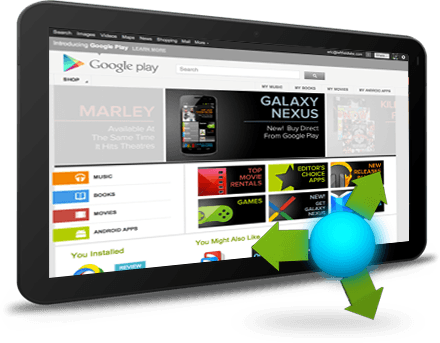 Search Images Videos Maps News Shopping Mail More
Introducing Google Play LEARN MORE
Google play
Search
SHOP
MY MUSIC MY BOOKS MY MOVIES MY ANDROID APPS
MARLEY
Available At
The Same Time
It Hits Theatres
GALAXY
NEXUS
New! Buy Direct
From Google Play
MUSIC
BOOKS
MOVIES
ANDROID APPS
TOP
MOVIE
RENTALS
EDITOR'S
CHOICE
APPS
NEW
RELEASES
GAMES
NEW!
GET
GALAXY
NEXUS
You Installed
You Might Also Like
REVIEW